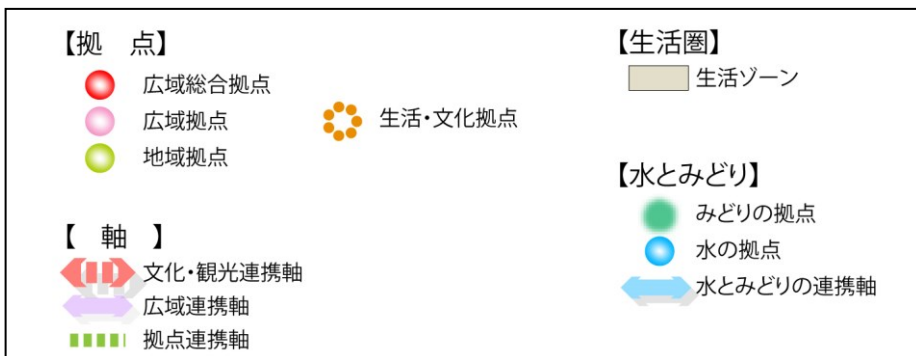 【拠　点】
広域総合拠点
広域拠点
地域拠点
生活・文化拠点
【　軸　】
文化・観光連携軸
広域連携軸
拠点連携軸
【生活圏】
生活ゾーン
【水とみどり】
みどりの拠点
水の拠点
水とみどりの連携軸